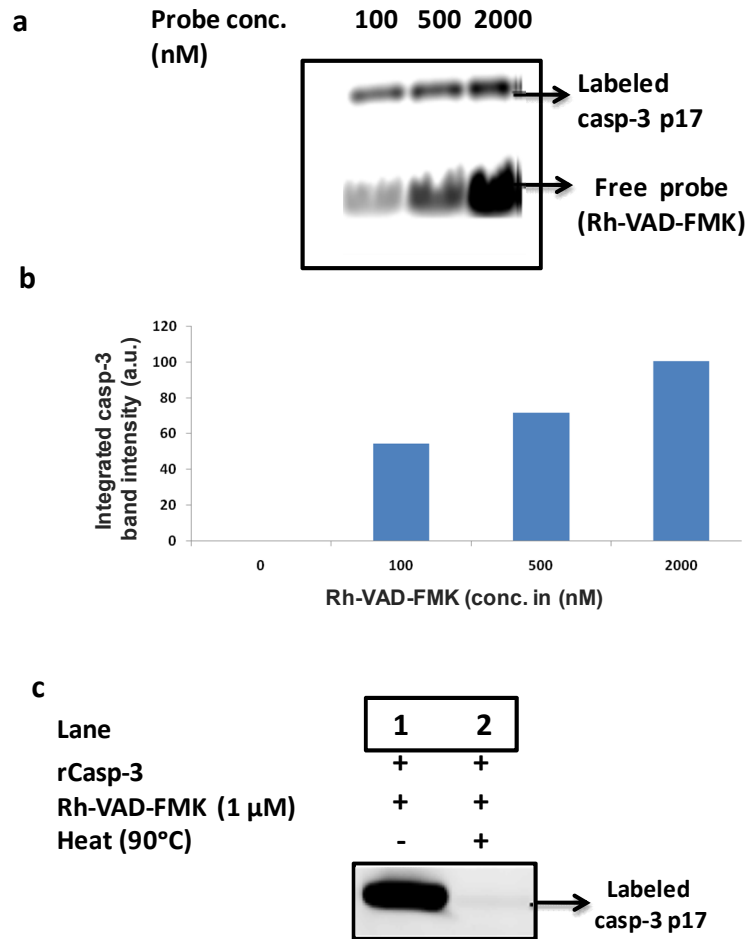 a
Probe conc. 100 500 2000
(nM)
Labeled
casp-3 p17
Free probe
(Rh-VAD-FMK)
b
Integrated casp-3
band intensity (a.u.)
120
100
80
60
40
20
0
0 100 500 2000
Rh-VAD-FMK (conc. in (nM)
c
Lane 1 2
rCasp-3 + +
Rh-VAD-FMK (1 µM) + +
Heat (90°C) - +
Labeled
casp-3 p17